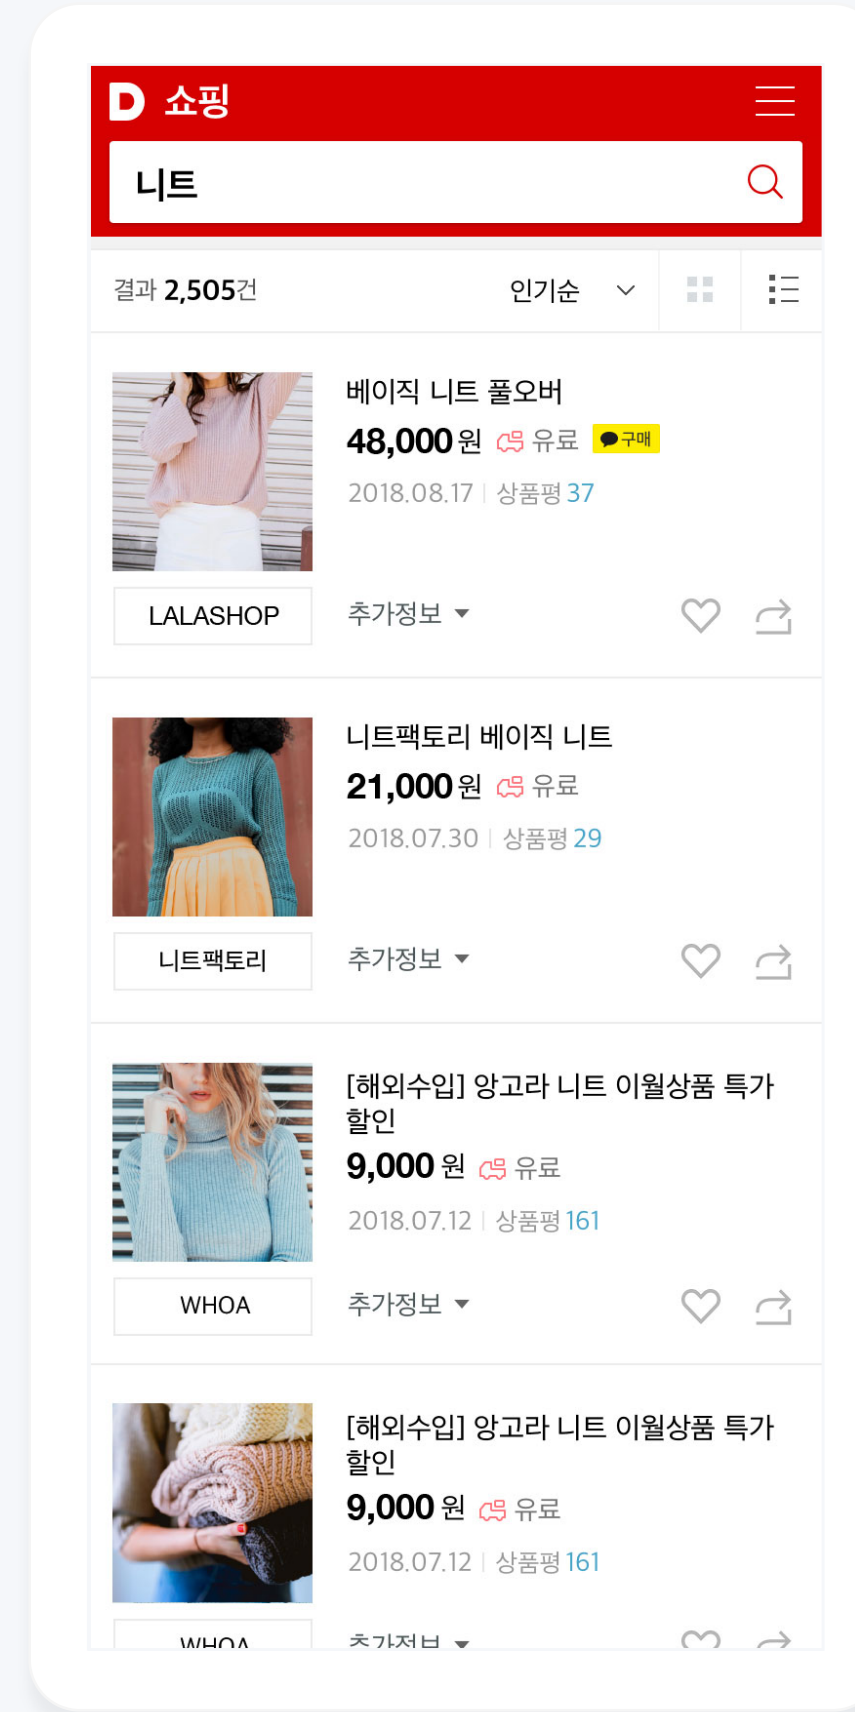 D 쇼핑
니트
결과 2,505건 인기순
베이직 니트 풀오버
48,000원 유료 구매
2018.08.17 상품평 37
LALASHOP 추가정보
니트팩토리 베이직 니트
21,000원 유료
2018.07.30 상품평 29
니트팩토리 추가정보
[해외수입] 앙고라 니트 이월상품 특가
할인
9,000원 유료
2018.07.12 상품평 161
WHOA 추가정보
[해외수입] 앙고라 니트 이월상품 특가
할인
9,000원 유료
2018.07.12 상품평 161
WHOA 추가정보